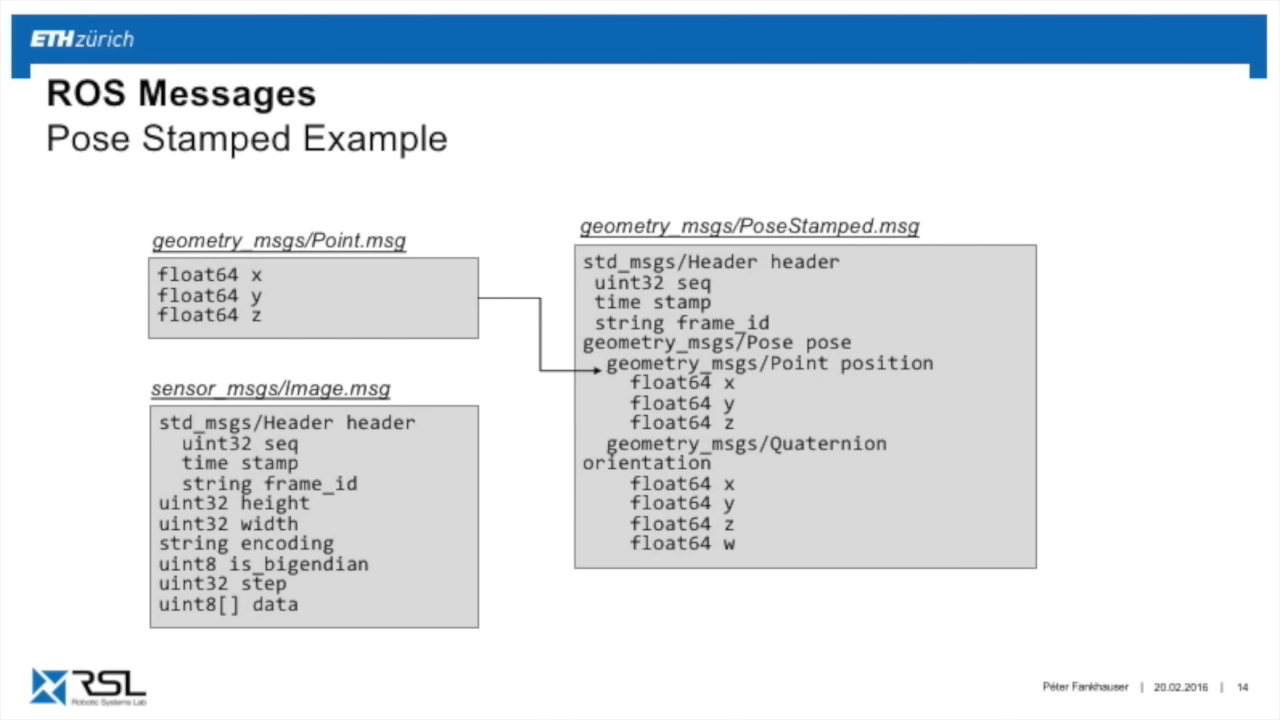 ETHzürich
ROS Messages
Pose Stamped Example
geometry_msgs/Point.msg
float64 x
float64 y
float64 z
sensor_msgs/Image.msg
std_msgs/Header header
uint32 seq
time stamp
string frame_id
uint32 height
uint32 width
string encoding
uint8 is_bigendian
uint32 step
uint8[] data
geometry_msgs/PoseStamped.msg
std_msgs/Header header
uint32 seq
time stamp
string frame_id
geometry_msgs/Pose pose
geometry_msgs/Point position
float64 x
float64 y
float64 z
geometry_msgs/Quaternion
orientation
float64 x
float64 y
float64 z
float64 w
RSL
Robotic Systems Lab
Péter Fankhauser | 20.02.2016 | 14